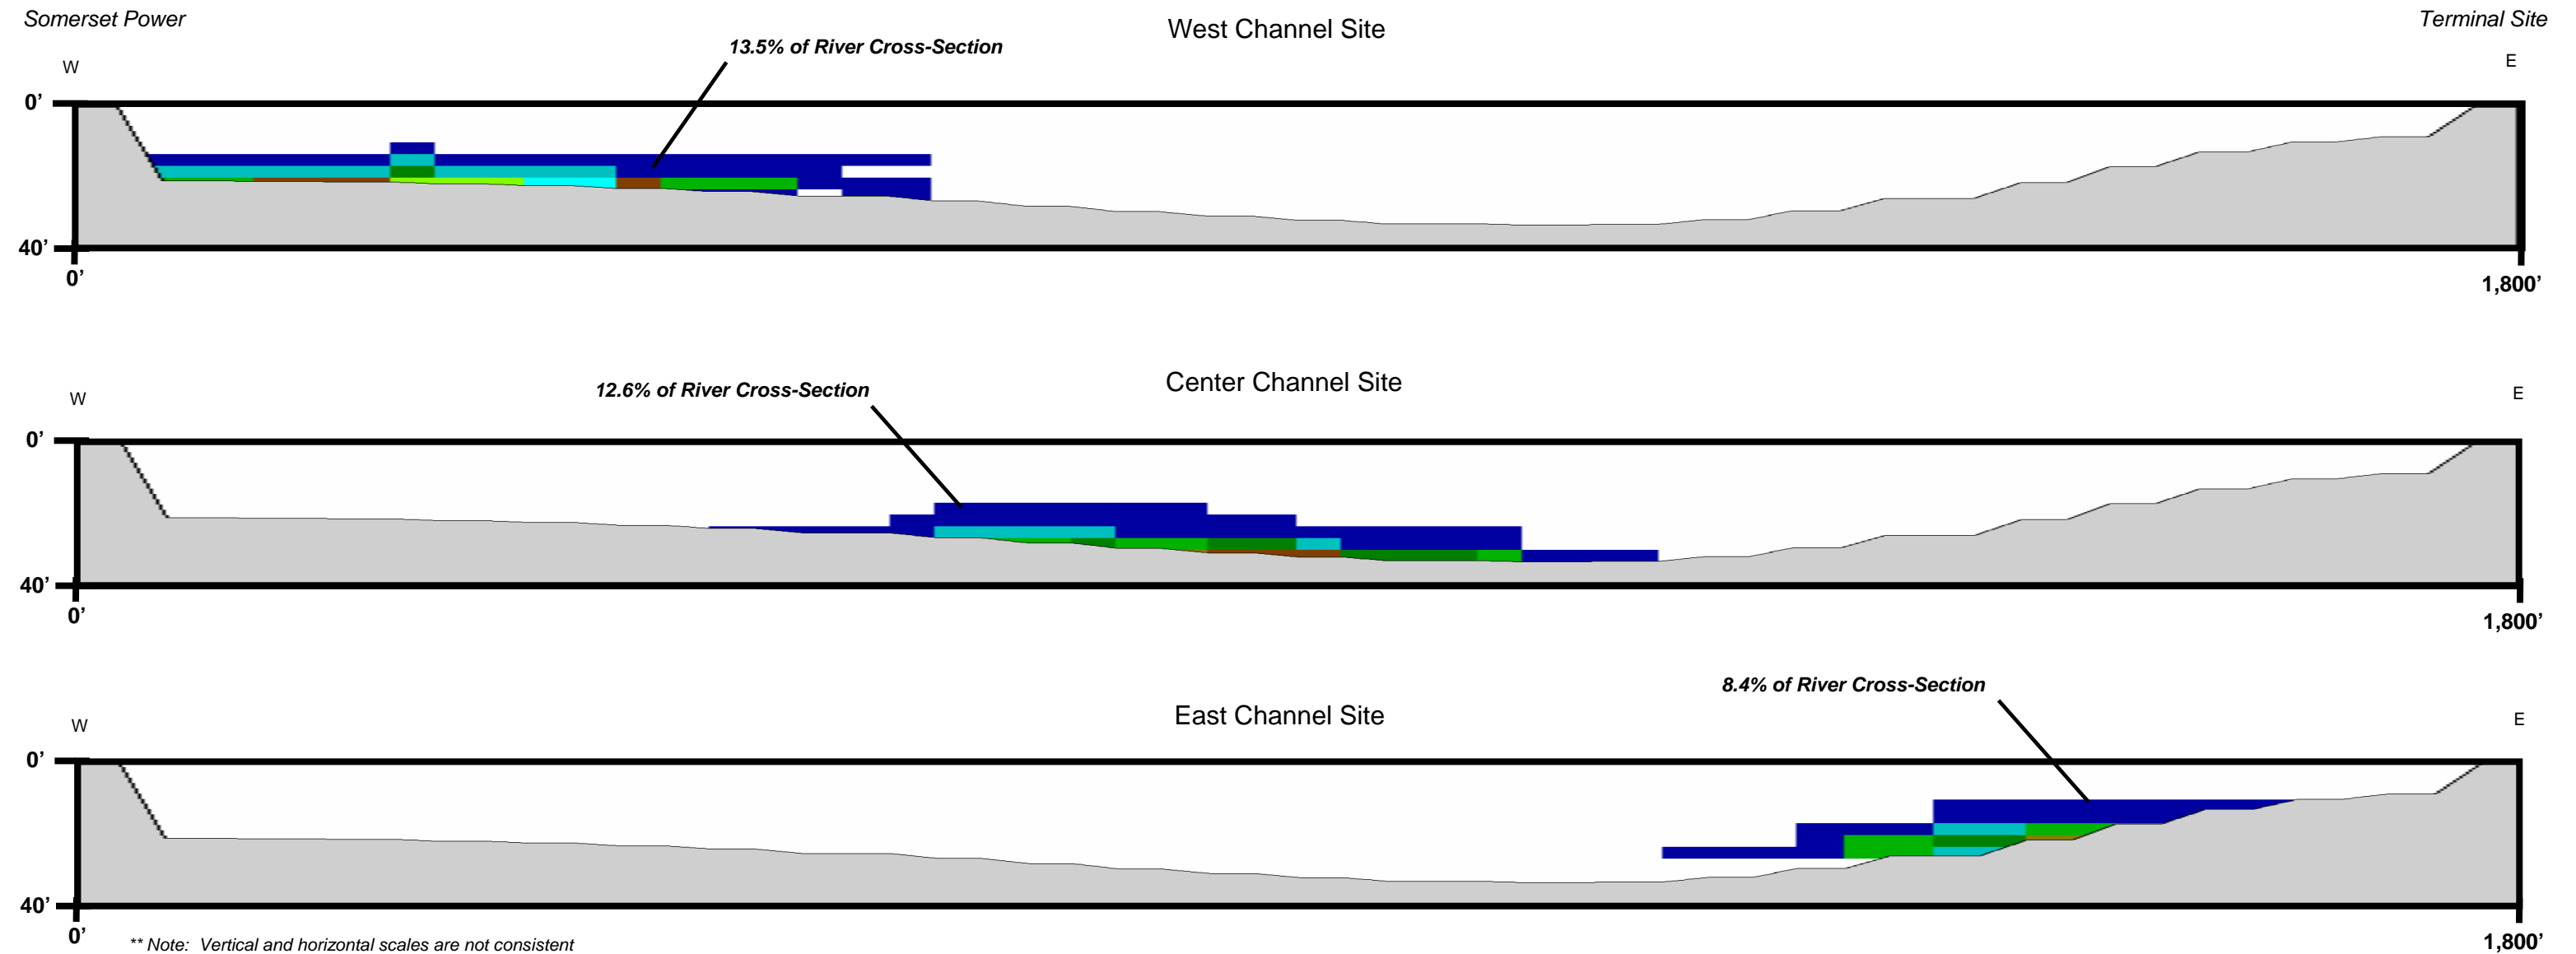 Somerset Power
West Channel Site
Terminal Site
13.5% of River Cross-Section
W
E
0’
40’
0’
1,800’
Center Channel Site
12.6% of River Cross-Section
W
E
0’
40’
0’
1,800’
8.4% of River Cross-Section
East Channel Site
W
E
0’
40’
0’
1,800’
** Note:  Vertical and horizontal scales are not consistent